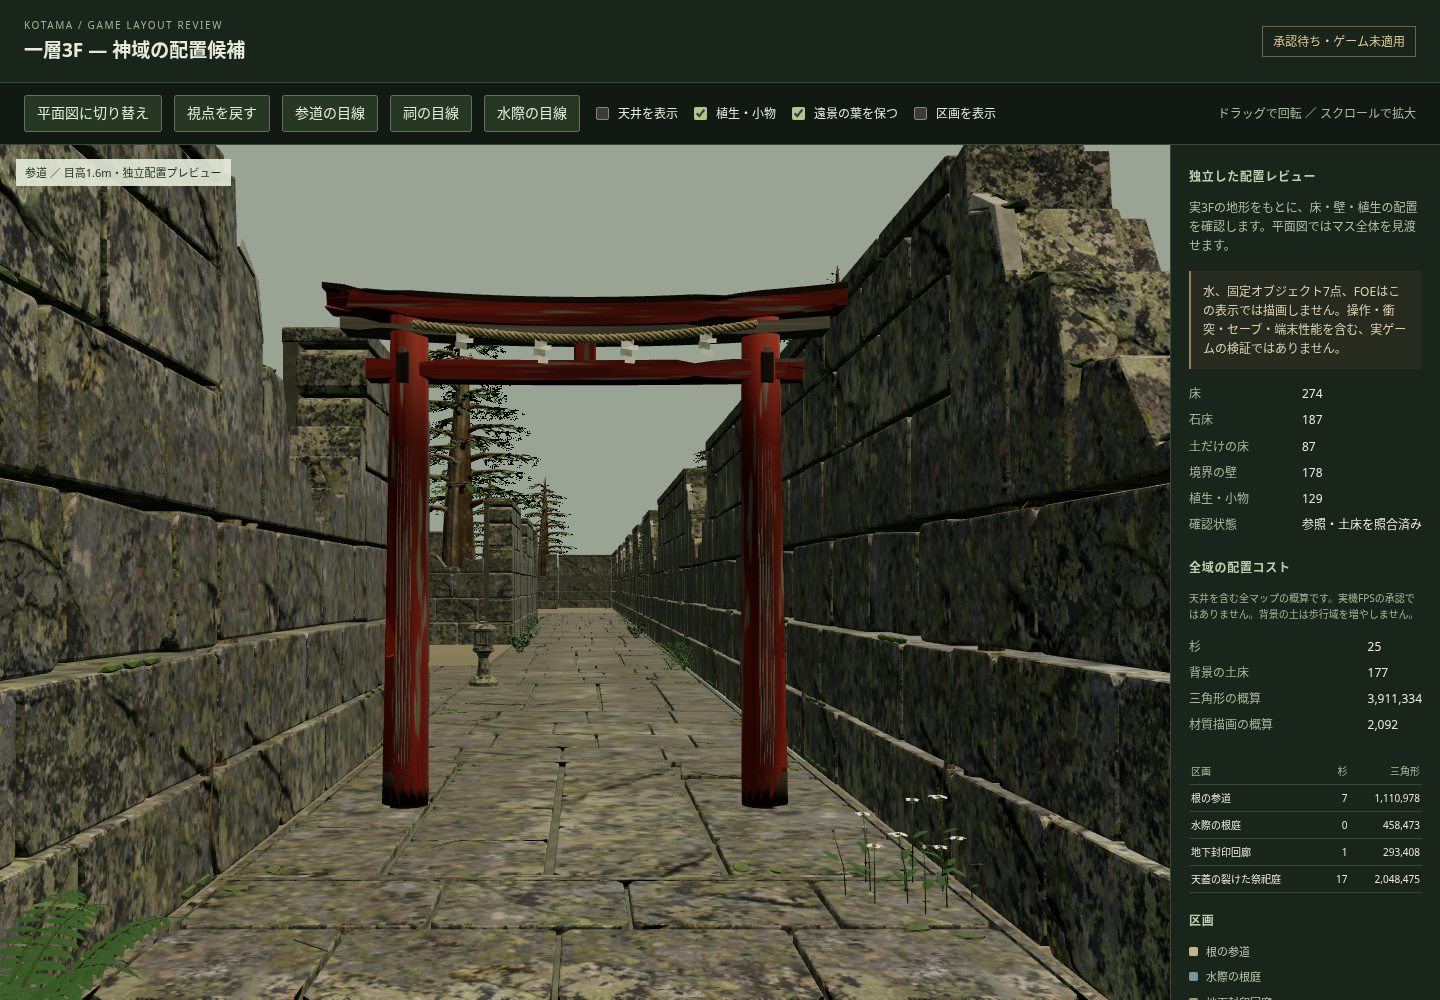 KOTAMA / GAME LAYOUT REVIEW
一層3F — 神域の配置候補
承認待ち・ゲーム未適用
平面図に切り替え
視点を戻す
参道の目線
祠の目線
水際の目線
天井を表示
植生・小物
遠景の葉を保つ
区画を表示
ドラッグで回転 ／ スクロールで拡大
参道 ／ 目高1.6m・独立配置プレビュー
独立した配置レビュー
実3Fの地形をもとに、床・壁・植生の配置
を確認します。平面図ではマス全体を見渡
せます。
水、固定オブジェクト7点、FOEはこ
の表示では描画しません。操作・衝
突・セーブ・端末性能を含む、実ゲー
ムの検証ではありません。
床 274
石床 187
土だけの床 87
境界の壁 178
植生・小物 129
確認状態 参照・土床を照合済み
全域の配置コスト
天井を含む全マップの概算です。実機FPSの承認で
はありません。背景の土は歩行域を増やしません。
杉 25
背景の土床 177
三角形の概算 3,911,334
材質描画の概算 2,092
区画 杉 三角形
根の参道 7 1,110,978
水際の根庭 0 458,473
地下封印回廊 1 293,408
天蓋の裂けた祭祀庭 17 2,048,475
区画
根の参道
水際の根庭